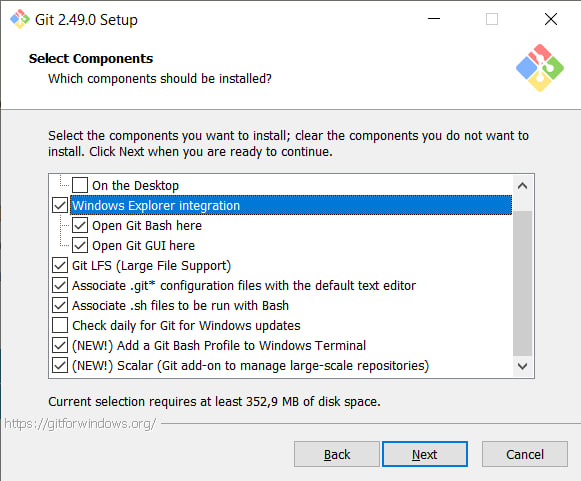 Git 2.49.0 Setup
Select Components
Which components should be installed?
Select the components you want to install; clear the components you do not want to
install. Click Next when you are ready to continue.
On the Desktop
Windows Explorer integration
Open Git Bash here
Open Git GUI here
Git LFS (Large File Support)
Associate .git* configuration files with the default text editor
Associate .sh files to be run with Bash
Check daily for Git for Windows updates
(NEW!) Add a Git Bash Profile to Windows Terminal
(NEW!) Scalar (Git add-on to manage large-scale repositories)
Current selection requires at least 352,9 MB of disk space.
https://gitforwindows.org/
Back Next Cancel